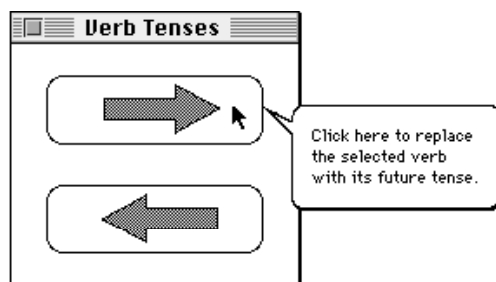 Verb Tenses
Click here to replace
the selected verb
with its future tense.